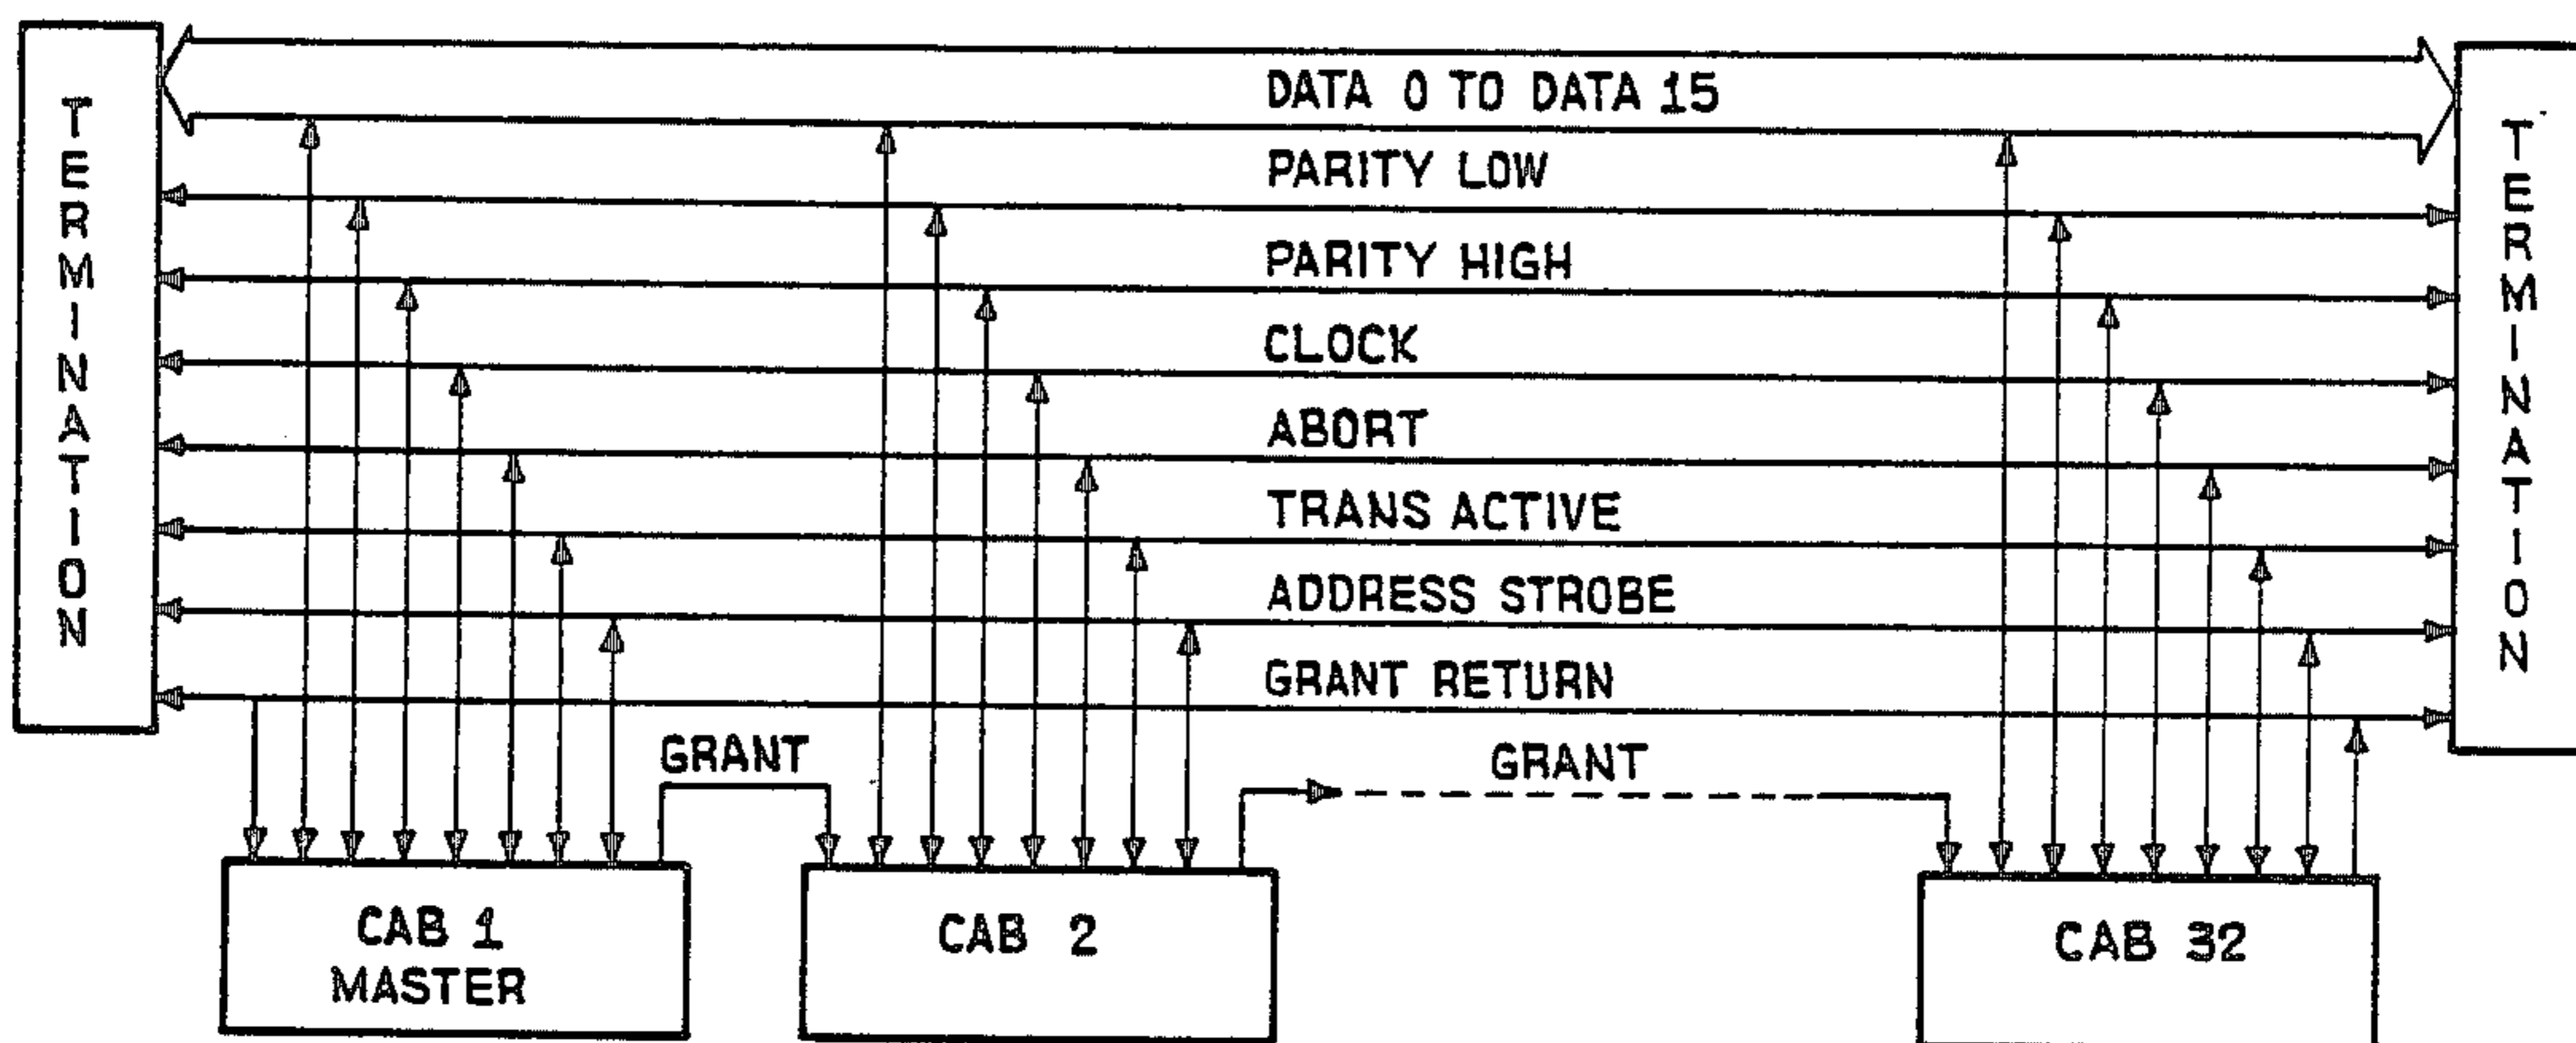 TERMINATION
DATA 0 TO DATA 15
PARITY LOW
PARITY HIGH
CLOCK
ABORT
TRANS ACTIVE
ADDRESS STROBE
GRANT RETURN
TERMINATION
GRANT
GRANT
CAB 1
MASTER
CAB 2
CAB 32